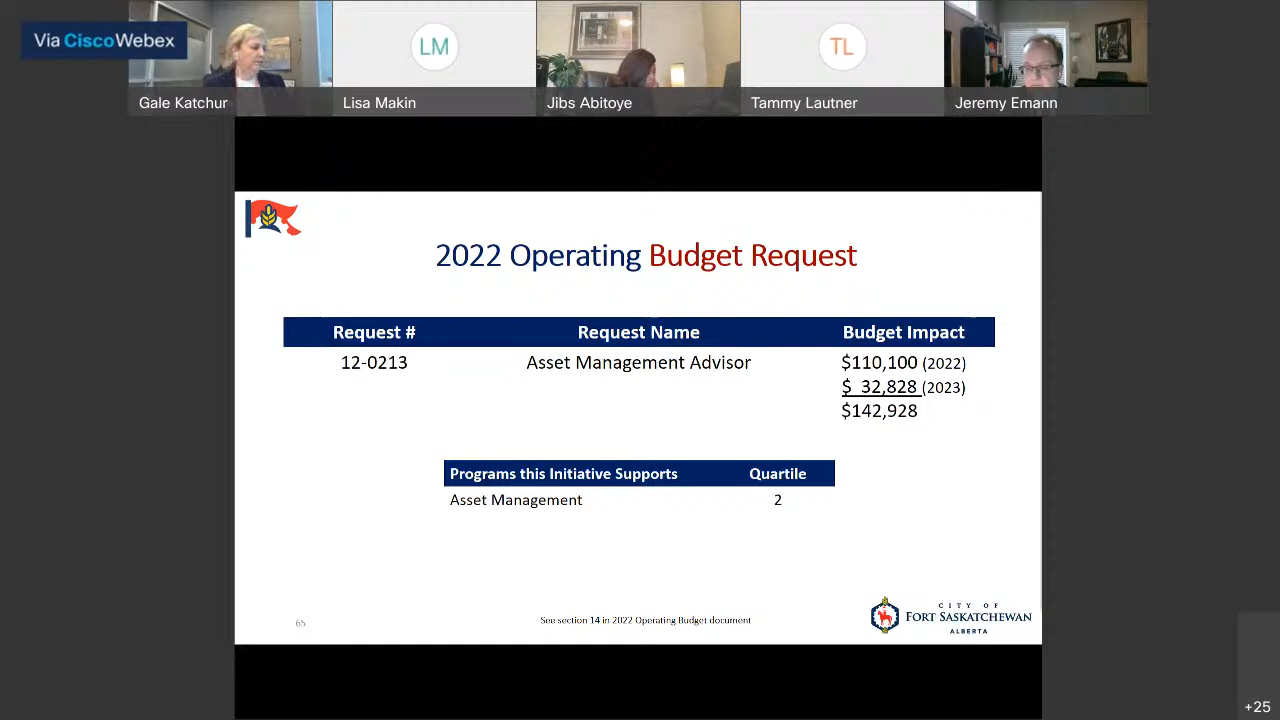 Via Cisco Webex
LM
TL
Gale Katchur
Lisa Makin
Jibs Abitoye
Tammy Lautner
Jeremy Emann
2022 Operating Budget Request
Request # Request Name Budget Impact
12-0213 Asset Management Advisor $110,100 (2022)
$ 32,828 (2023)
$142,928
Programs this Initiative Supports Quartile
Asset Management 2
65
See section 14 in 2022 Operating Budget document
CITY OF
FORT SASKATCHEWAN
ALBERTA
+25